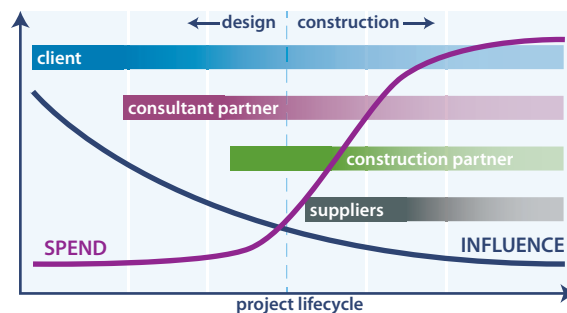 design construction
client
consultant partner
construction partner
suppliers
SPEND
INFLUENCE
project lifecycle